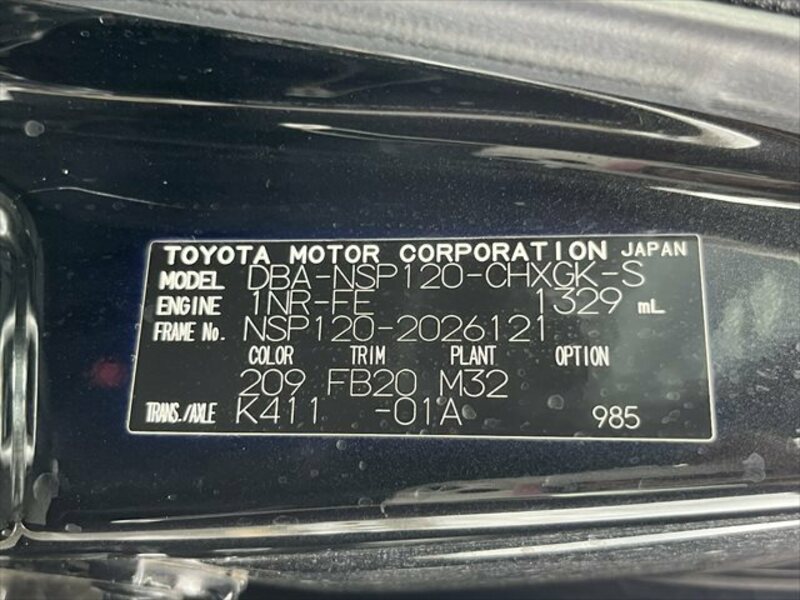 TOYOTA MOTOR CORPORATION JAPAN
MODEL DBA-NSP120-CHXGK-S
ENGINE 1NR-FE 1329 mL
FRAME No. NSP120-2026121
COLOR TRIM PLANT OPTION
209 FB20 M32
TRANS./AXLE K411 -01A 985